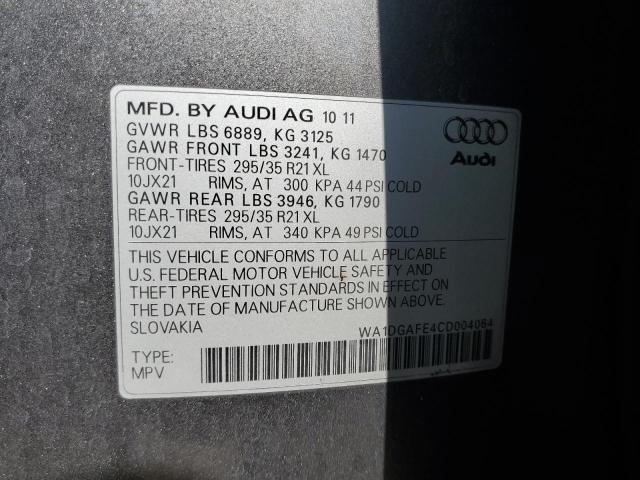 MFD. BY AUDI AG 10 11
GVWR LBS 6889, KG 3125
GAWR FRONT LBS 3241, KG 1470
FRONT-TIRES 295/35 R21 XL
10JX21 RIMS, AT 300 KPA 44 PSI COLD
GAWR REAR LBS 3946, KG 1790
REAR-TIRES 295/35 R21 XL
10JX21 RIMS, AT 340 KPA 49 PSI COLD
Audi
THIS VEHICLE CONFORMS TO ALL APPLICABLE
U.S. FEDERAL MOTOR VEHICLE SAFETY AND
THEFT PREVENTION STANDARDS IN EFFECT ON
THE DATE OF MANUFACTURE SHOWN ABOVE.
SLOVAKIA
WA1DGAFE4CD004064
TYPE:
MPV